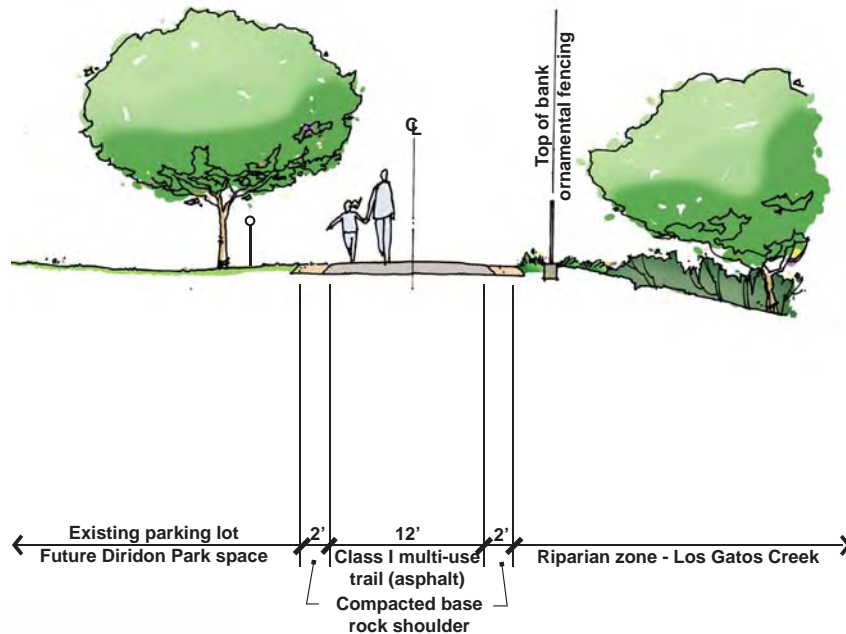 ℄
Top of bank
ornamental fencing
Existing parking lot
Future Diridon Park space
2’
12’
2’
Class I multi-use
trail (asphalt)
Riparian zone - Los Gatos Creek
Compacted base
rock shoulder